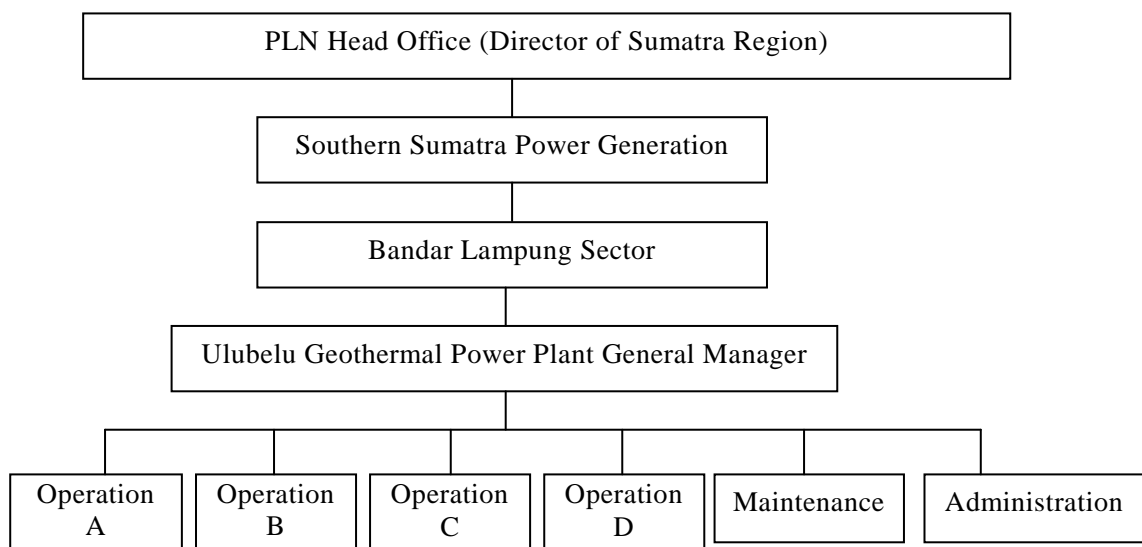 PLN Head Office (Director of Sumatra Region)
Southern Sumatra Power Generation
Bandar Lampung Sector
Ulubelu Geothermal Power Plant General Manager
Operation
A
Operation
B
Operation
C
Operation
D
Maintenance
Administration